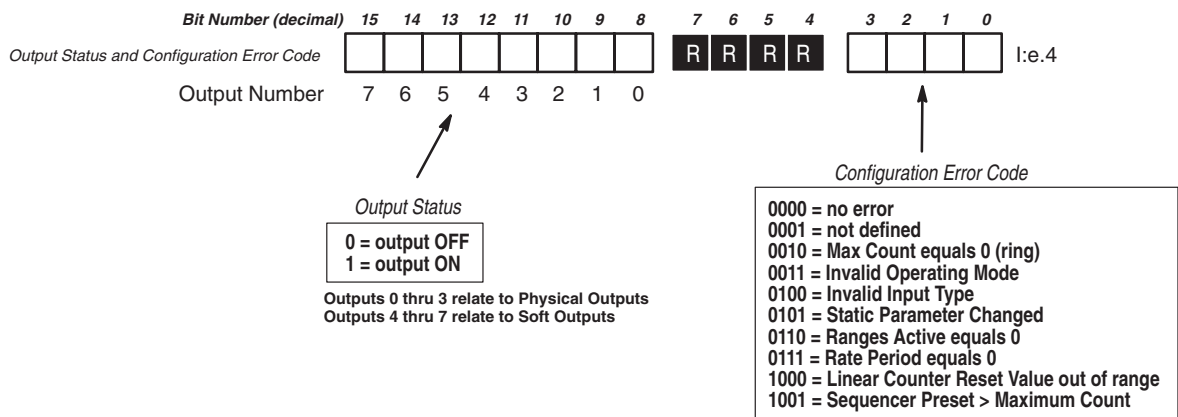 Bit Number (decimal) 15 14 13 12 11 10 9 8 7 6 5 4 3 2 1 0
Output Status and Configuration Error Code R R R R I:e.4
Output Number 7 6 5 4 3 2 1 0
Output Status
0 = output OFF
1 = output ON
Outputs 0 thru 3 relate to Physical Outputs
Outputs 4 thru 7 relate to Soft Outputs
Configuration Error Code
0000 = no error
0001 = not defined
0010 = Max Count equals 0 (ring)
0011 = Invalid Operating Mode
0100 = Invalid Input Type
0101 = Static Parameter Changed
0110 = Ranges Active equals 0
0111 = Rate Period equals 0
1000 = Linear Counter Reset Value out of range
1001 = Sequencer Preset > Maximum Count